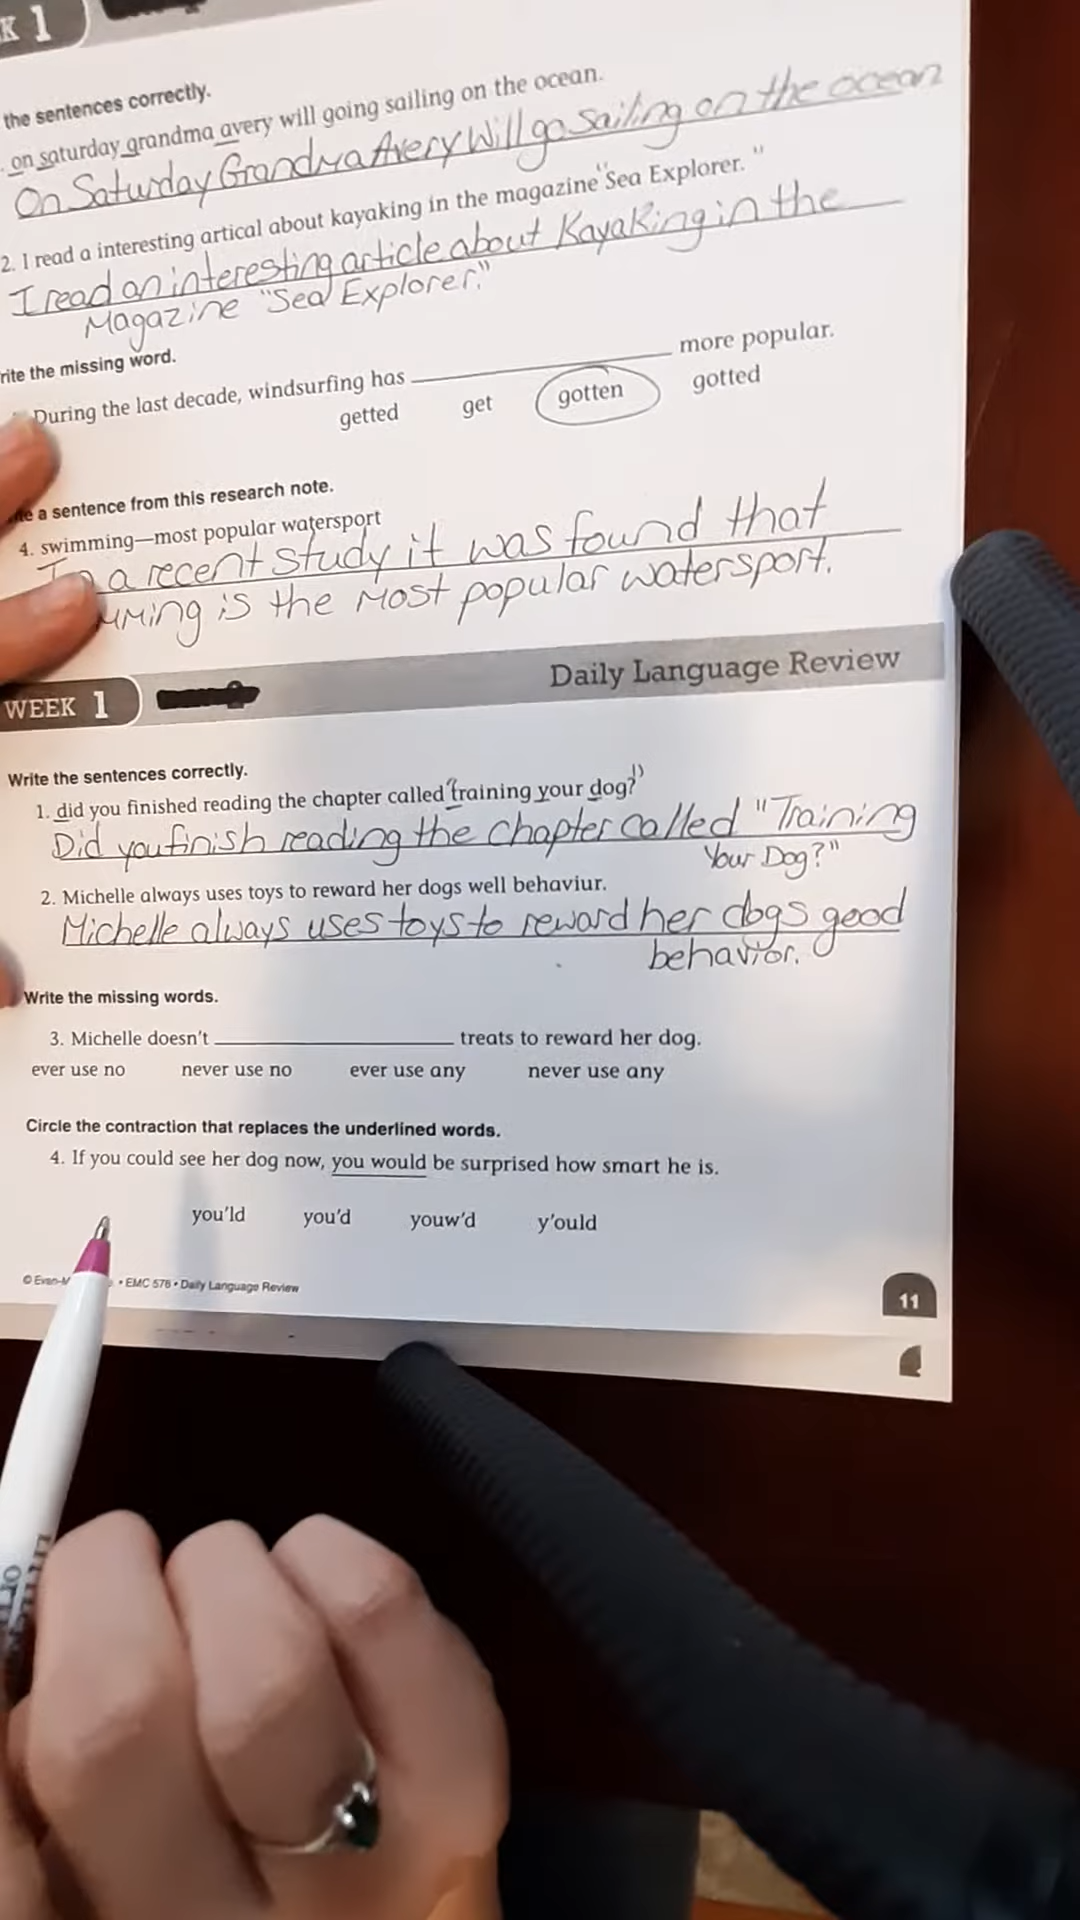 K 1
the sentences correctly.
on saturday grandma avery will going sailing on the ocean.
On Saturday Grandma Avery Will go sailing on the ocean
2. I read a interesting artical about kayaking in the magazine "Sea Explorer."
I read an interesting article about Kayaking in the
Magazine "Sea Explorer."
rite the missing word.
During the last decade, windsurfing has ____ more popular.
getted get gotten gotted
a sentence from this research note.
4. swimming—most popular watersport
a recent study it was found that
mming is the Most popular watersport.
WEEK 1 Daily Language Review
Write the sentences correctly.
1. did you finished reading the chapter called "training your dog?"
Did you finish reading the chapter called "Training
Your Dog?"
2. Michelle always uses toys to reward her dogs well behaviur.
Michelle always uses toys to reward her dogs good
behavior.
Write the missing words.
3. Michelle doesn't ____ treats to reward her dog.
ever use no never use no ever use any never use any
Circle the contraction that replaces the underlined words.
4. If you could see her dog now, you would be surprised how smart he is.
you'ld you'd youw'd y'ould
© Evan-M • EMC 576 • Daily Language Review
11